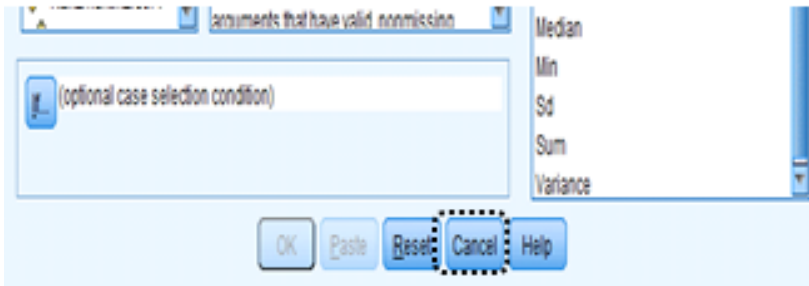 arguments that have valid, nonmissing
Median
Min
Sd
Sum
Variance
If... (optional case selection condition)
OK Paste Reset Cancel Help